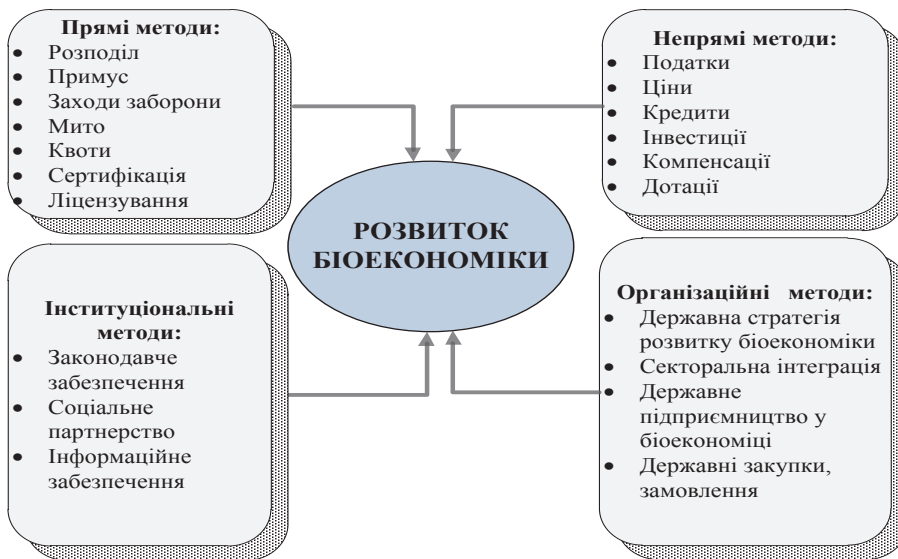 Прямі методи:
• Розподіл
• Примус
• Заходи заборони
• Мито
• Квоти
• Сертифікація
• Ліцензування
Непрямі методи:
• Податки
• Ціни
• Кредити
• Інвестиції
• Компенсації
• Дотації
РОЗВИТОК
БІОЕКОНОМІКИ
Інституціональні
методи:
• Законодавче
забезпечення
• Соціальне
партнерство
• Інформаційне
забезпечення
Організаційні методи:
• Державна стратегія
розвитку біоекономіки
• Секторальна інтеграція
• Державне
підприємництво у
біоекономіці
• Державні закупки,
замовлення